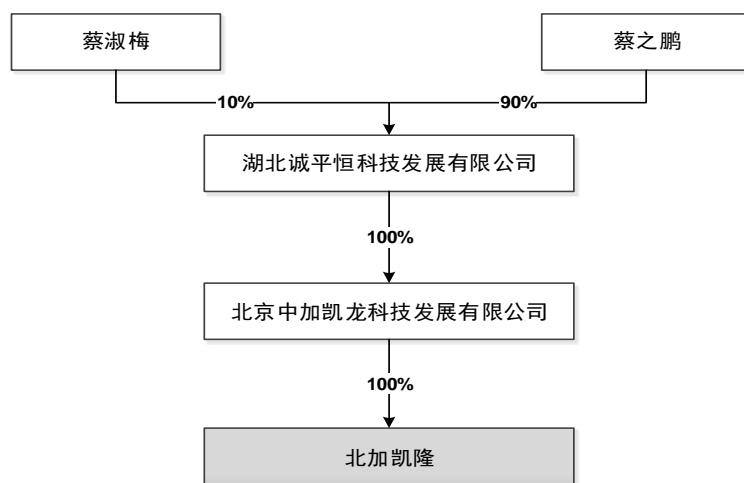 蔡淑梅
蔡之鹏
10%
90%
湖北诚平恒科技发展有限公司
100%
北京中加凯龙科技发展有限公司
100%
北加凯隆